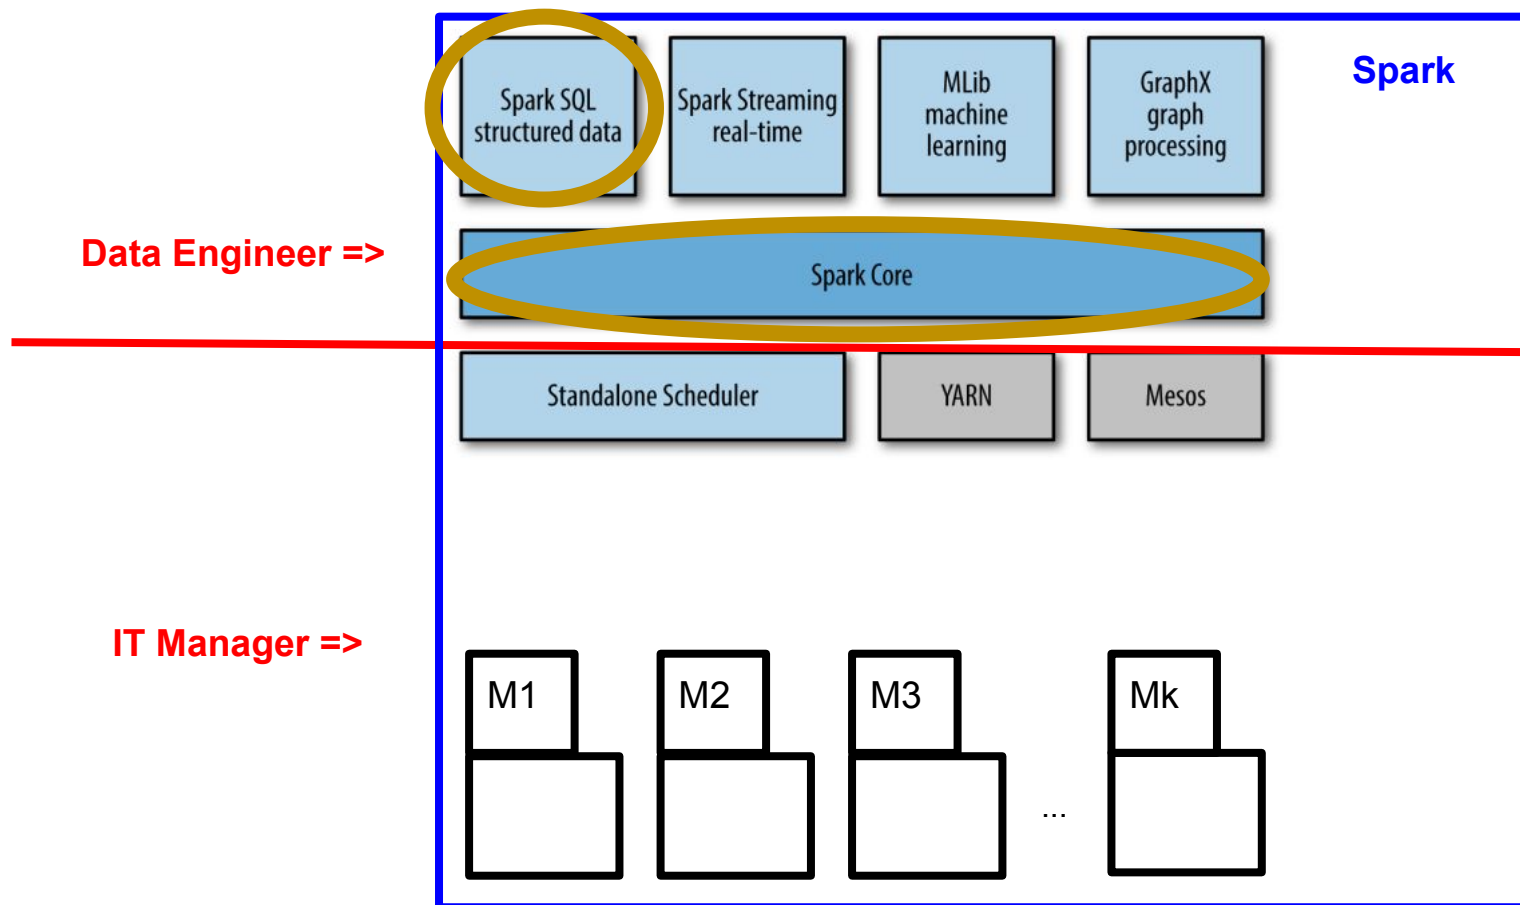 Spark
Spark SQL
structured data
Spark Streaming
real-time
MLib
machine
learning
GraphX
graph
processing
Data Engineer =>
Spark Core
Standalone Scheduler
YARN
Mesos
IT Manager =>
M1
M2
M3
Mk
...